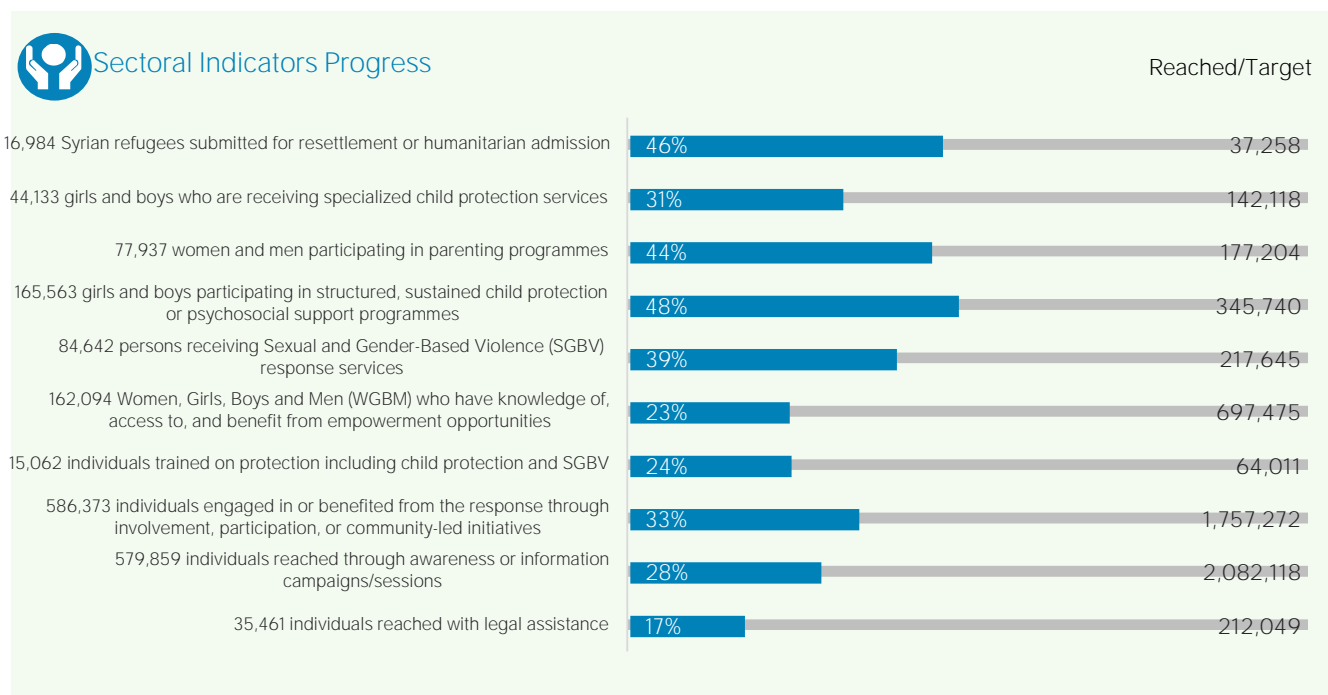 Sectoral Indicators Progress
Reached/Target
16,984 Syrian refugees submitted for resettlement or humanitarian admission
46%
37,258
44,133 girls and boys who are receiving specialized child protection services
31%
142,118
77,937 women and men participating in parenting programmes
44%
177,204
165,563 girls and boys participating in structured, sustained child protection
or psychosocial support programmes
48%
345,740
84,642 persons receiving Sexual and Gender-Based Violence (SGBV)
response services
39%
217,645
162,094 Women, Girls, Boys and Men (WGBM) who have knowledge of,
access to, and benefit from empowerment opportunities
23%
697,475
15,062 individuals trained on protection including child protection and SGBV
24%
64,011
586,373 individuals engaged in or benefited from the response through
involvement, participation, or community-led initiatives
33%
1,757,272
579,859 individuals reached through awareness or information
campaigns/sessions
28%
2,082,118
35,461 individuals reached with legal assistance
17%
212,049